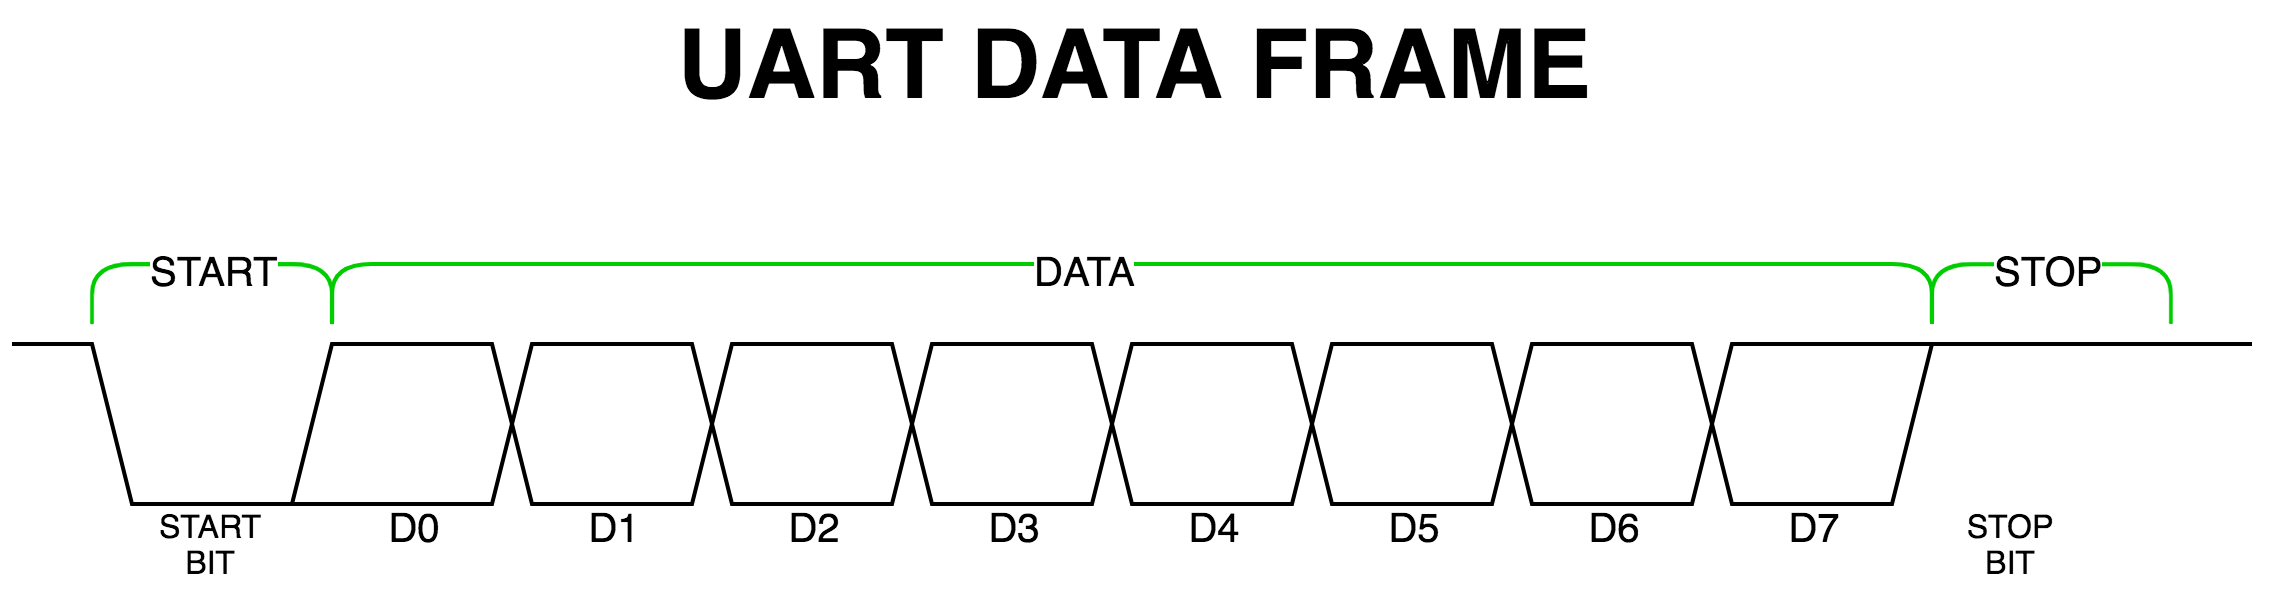 UART DATA FRAME
START DATA STOP
START BIT D0 D1 D2 D3 D4 D5 D6 D7 STOP BIT